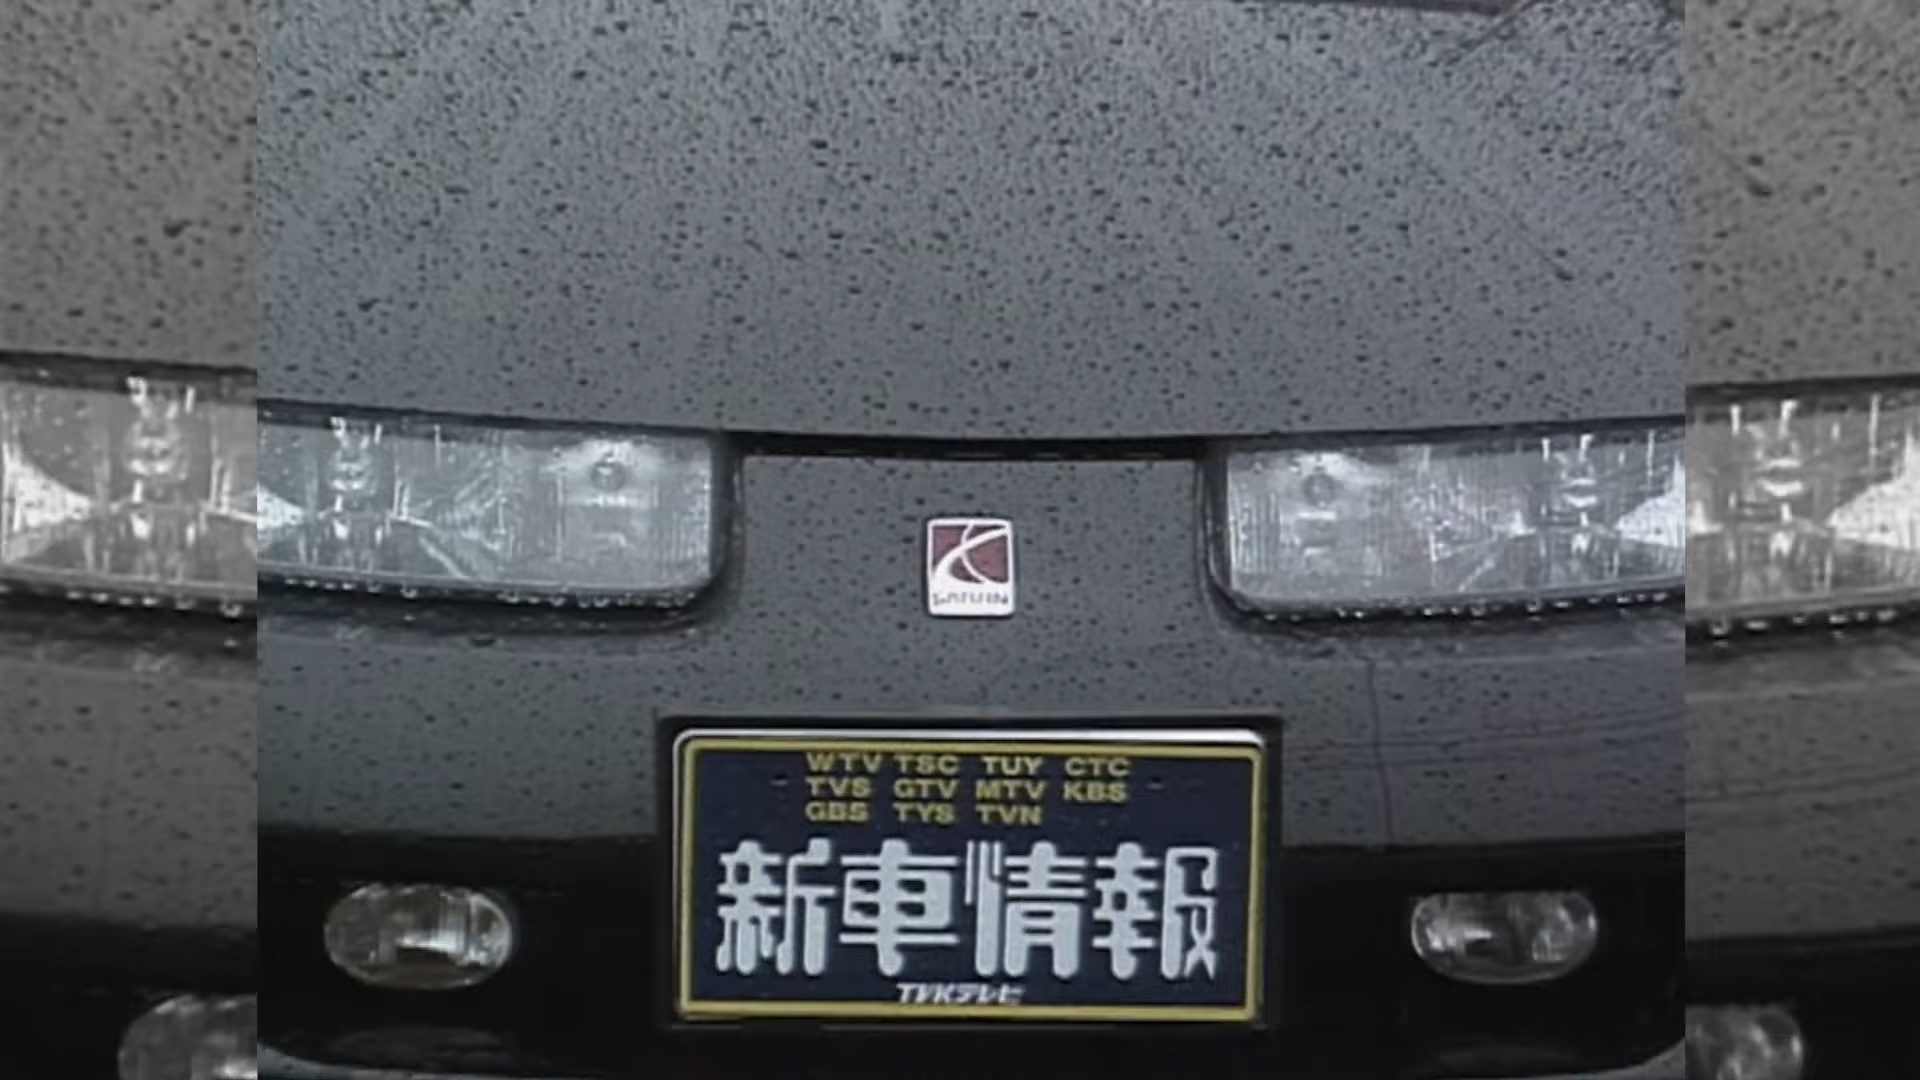 SATURN
WTV TSC TUY CTC
TVS GTV MTV KBS
GBS TYS TVN
新車情報
TVKテレビ